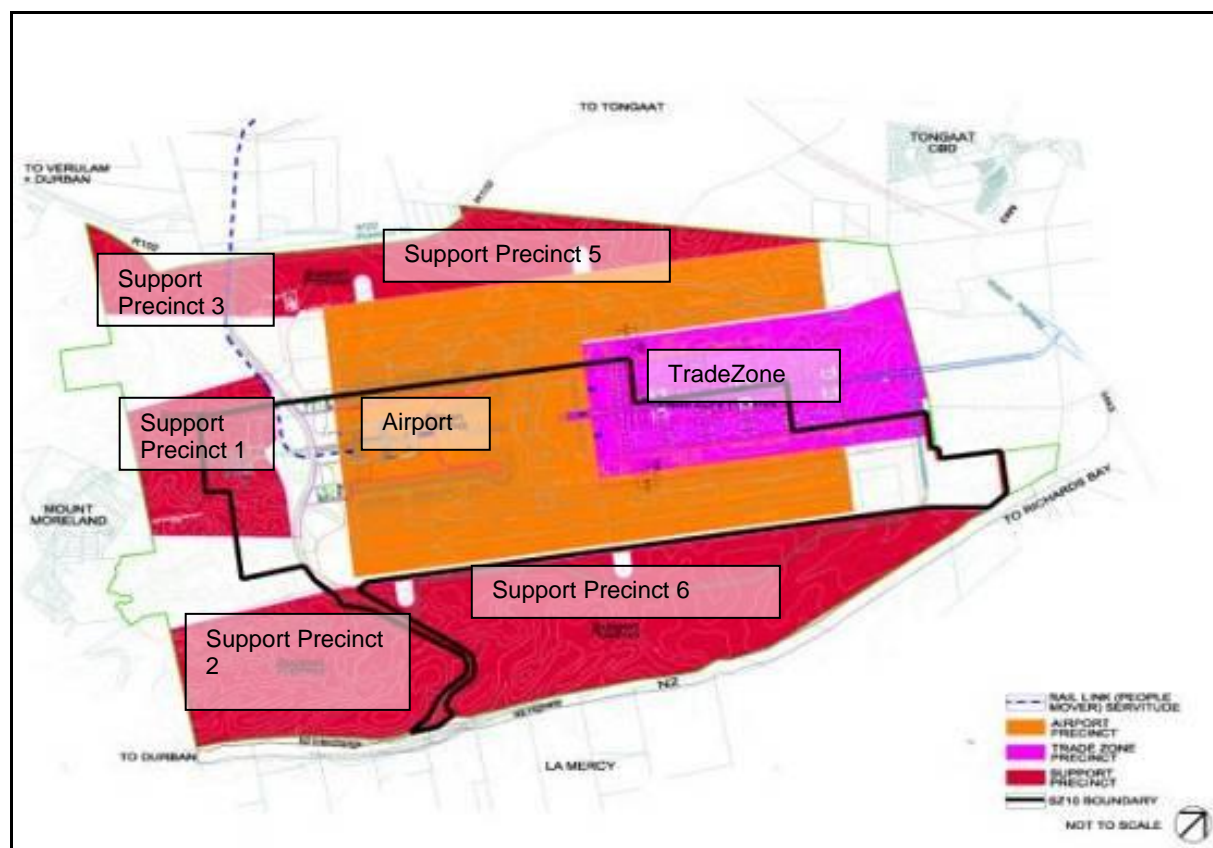 TO TONGAAT
TONGAAT
CBD
TO VERULAM
+ DURBAN
R102
R102
Support Precinct 5
Support
Precinct 3
TradeZone
Support
Precinct 1
Airport
MOUNT
MORELAND
TO RICHARDS BAY
Support Precinct 6
Support Precinct
2
N2
TO DURBAN
LA MERCY
RAIL LINK (PEOPLE
MOVER) SERVITUDE
AIRPORT
PRECINCT
TRADE ZONE
PRECINCT
SUPPORT
PRECINCT
SZ10 BOUNDARY
NOT TO SCALE